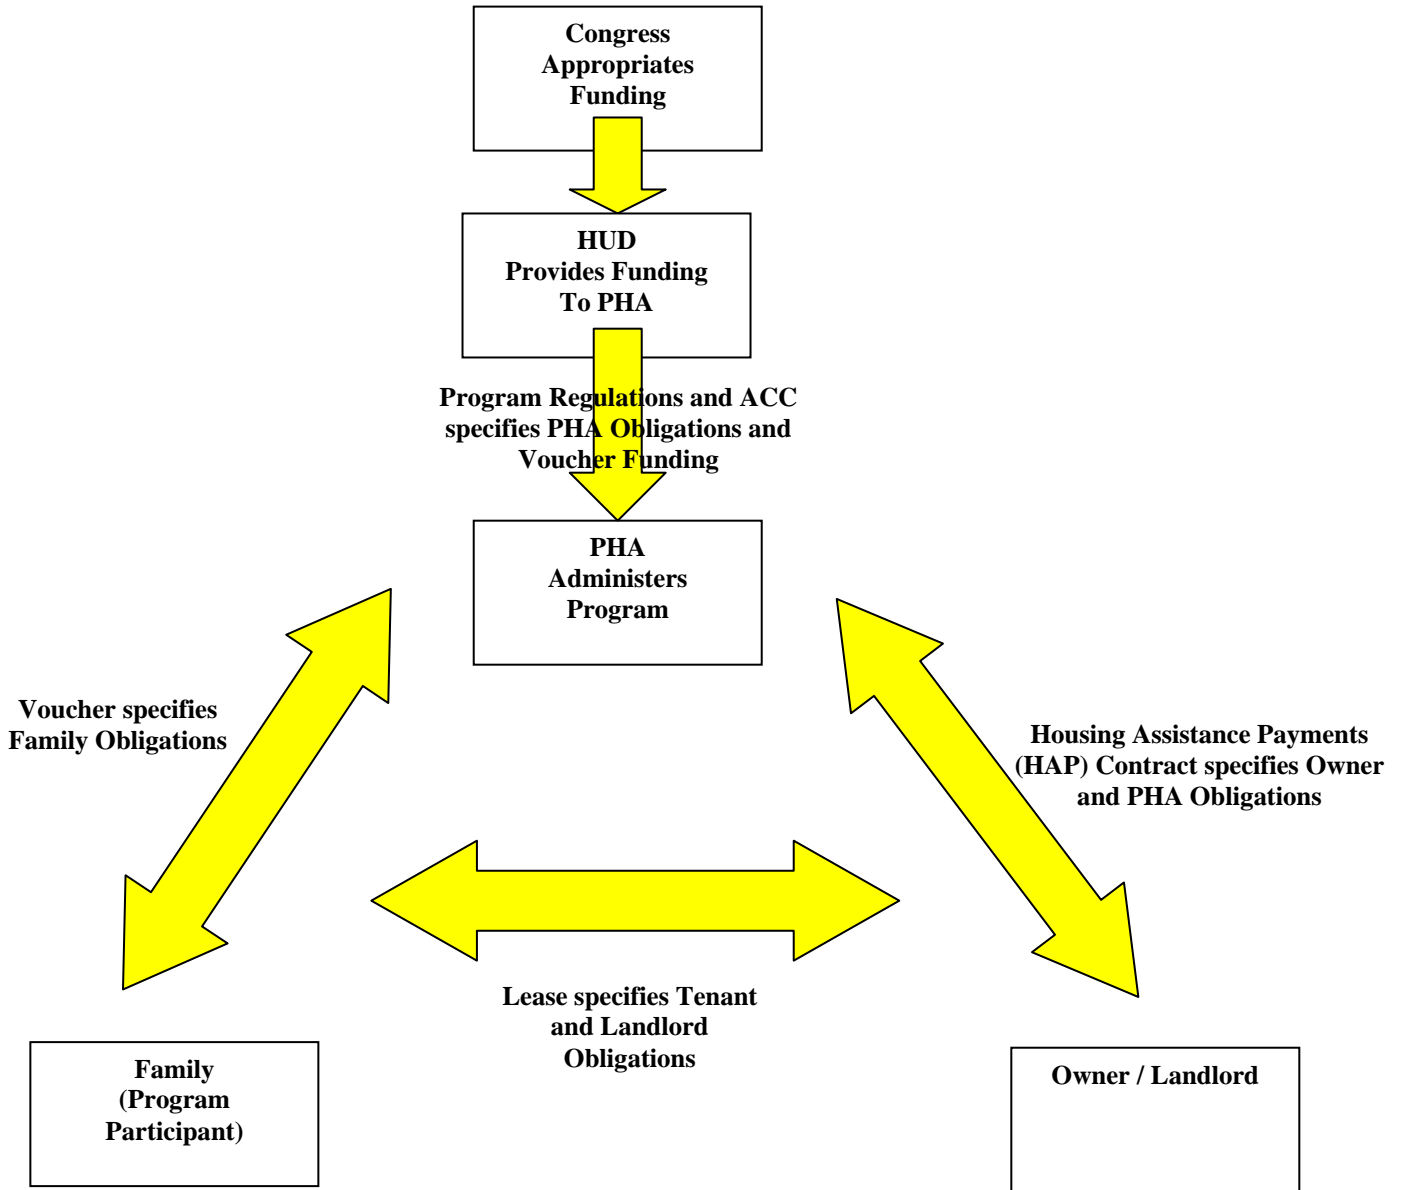 Congress
Appropriates
Funding
HUD
Provides Funding
To PHA
Program Regulations and ACC
specifies PHA Obligations and
Voucher Funding
PHA
Administers
Program
Voucher specifies
Family Obligations
Housing Assistance Payments
(HAP) Contract specifies Owner
and PHA Obligations
Lease specifies Tenant
and Landlord
Obligations
Family
(Program
Participant)
Owner / Landlord